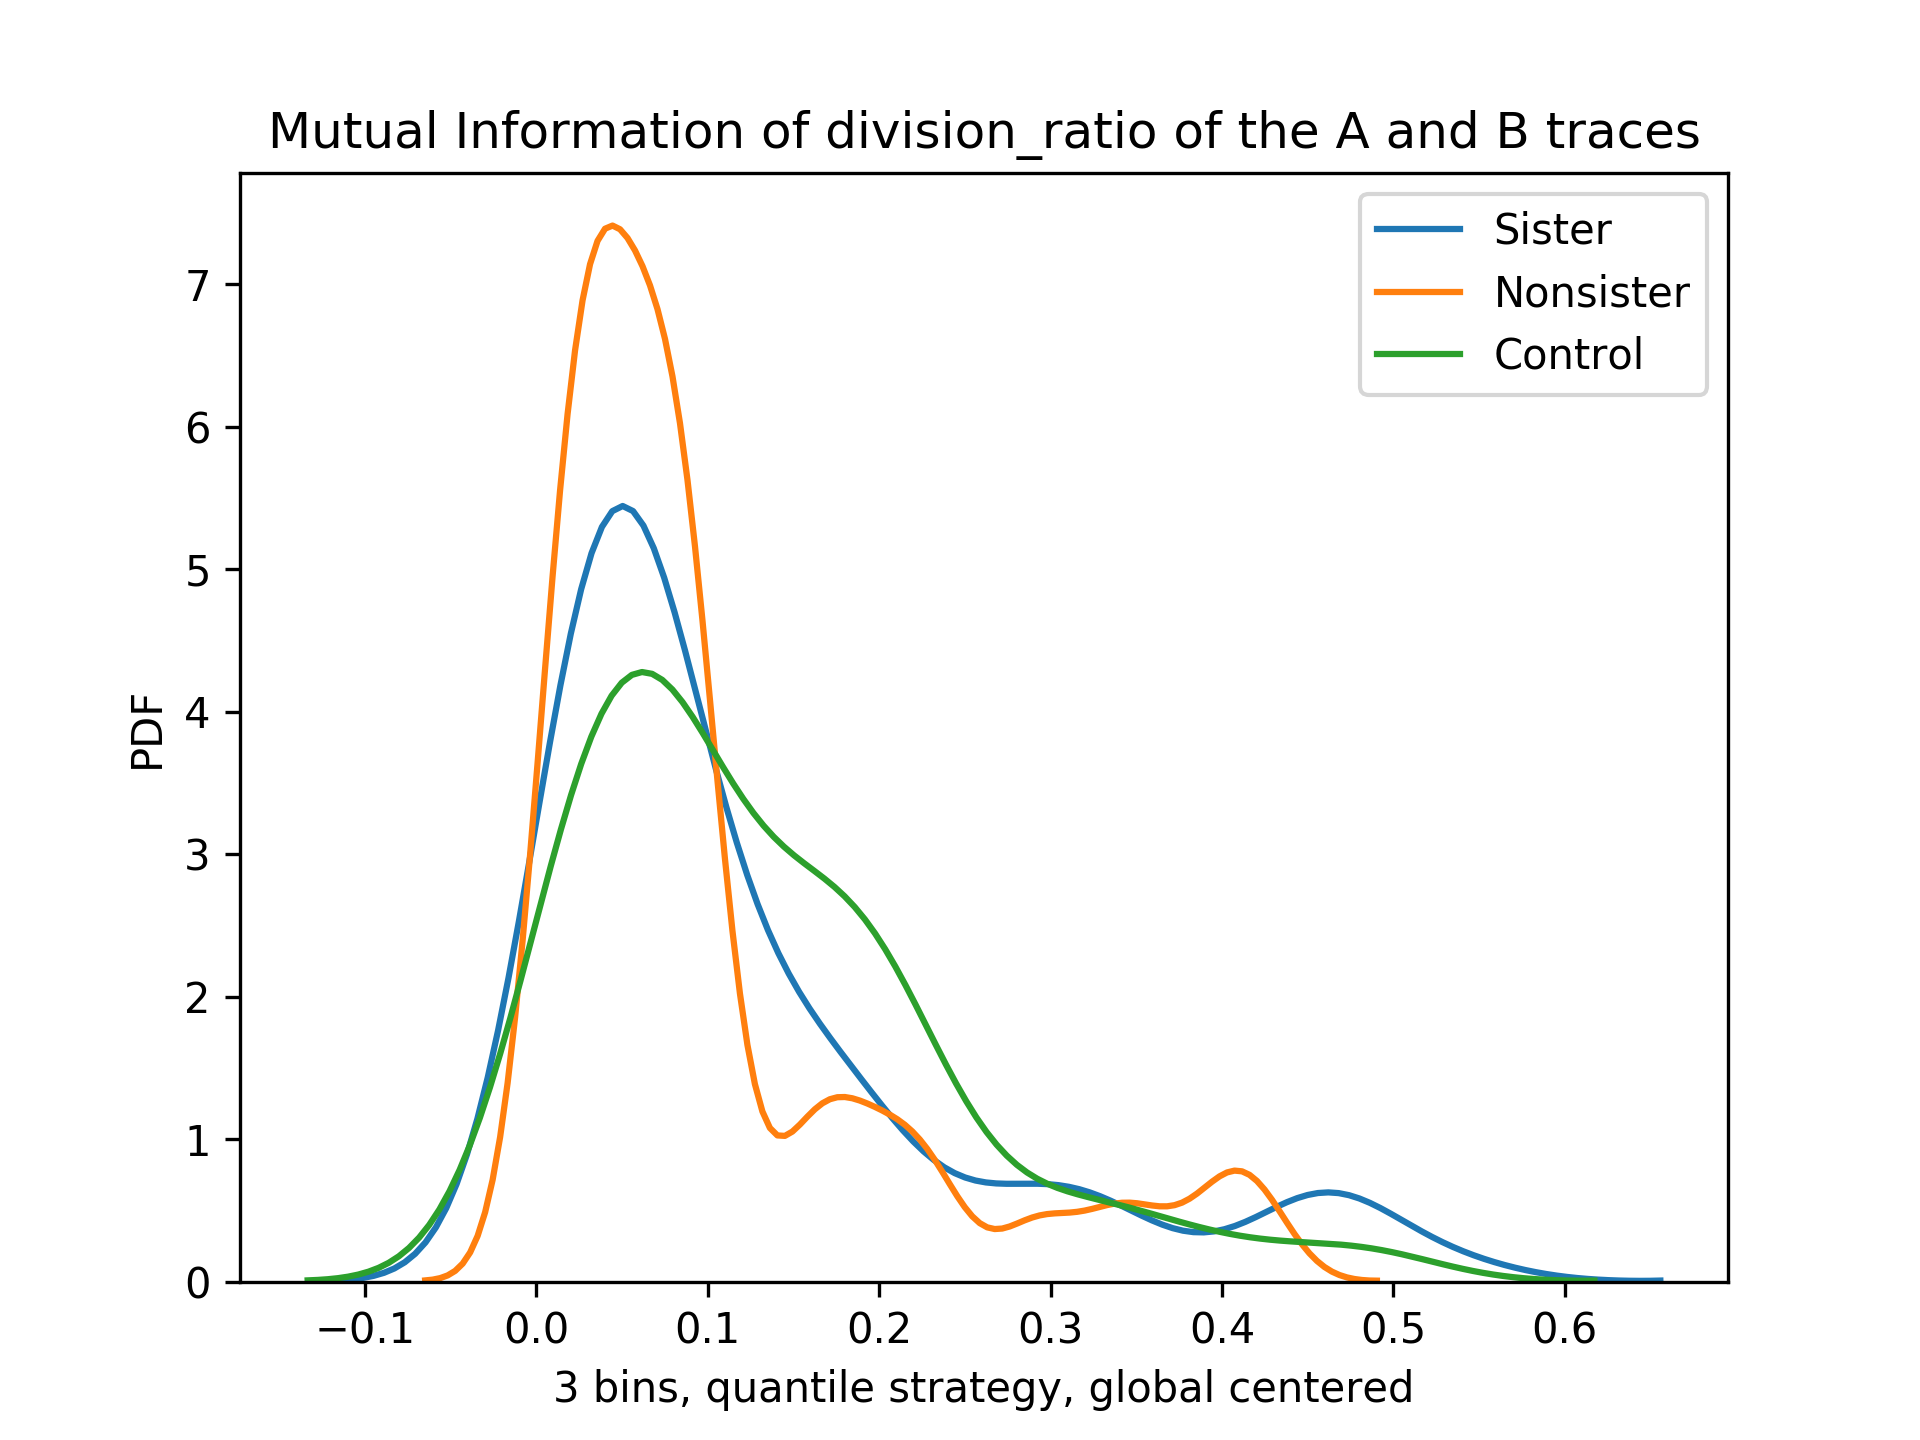 Mutual Information of division_ratio of the A and B traces
Sister
Nonsister
Control
PDF
7
6
5
4
3
2
1
0
−0.1 0.0 0.1 0.2 0.3 0.4 0.5 0.6
3 bins, quantile strategy, global centered